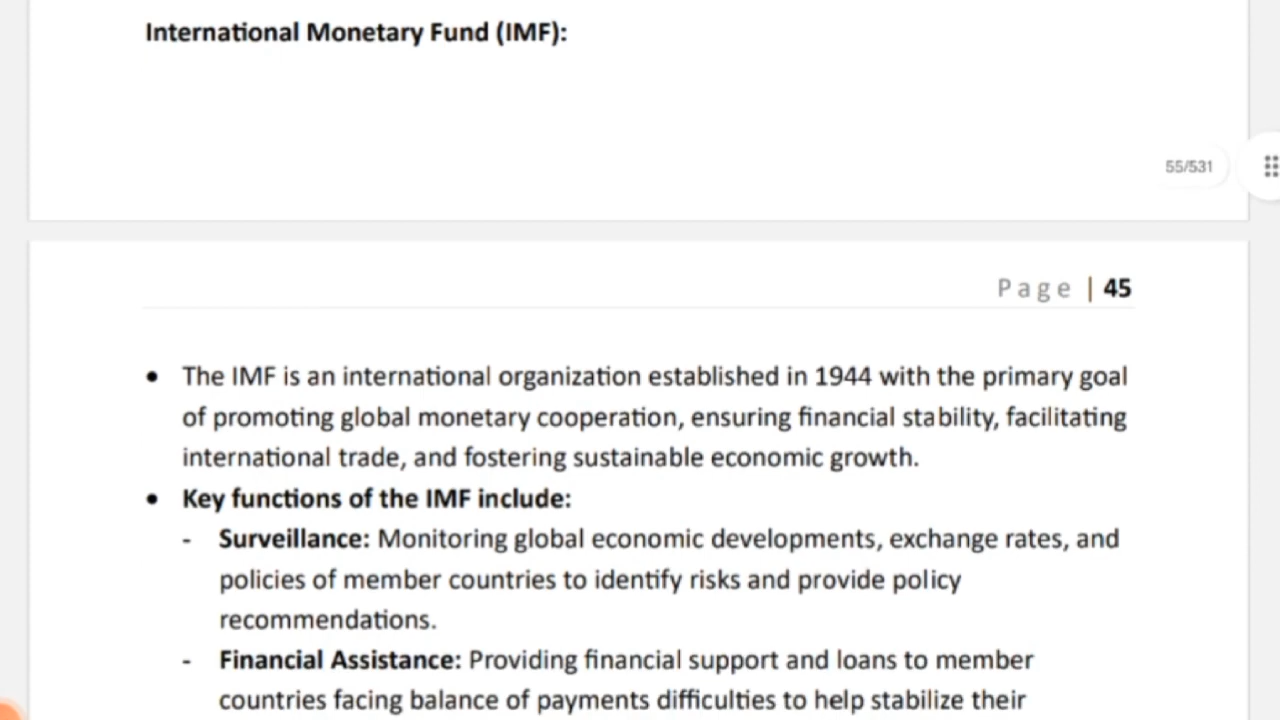 International Monetary Fund (IMF):
55/531
Page | 45
• The IMF is an international organization established in 1944 with the primary goal
of promoting global monetary cooperation, ensuring financial stability, facilitating
international trade, and fostering sustainable economic growth.
• Key functions of the IMF include:
- Surveillance: Monitoring global economic developments, exchange rates, and
policies of member countries to identify risks and provide policy
recommendations.
- Financial Assistance: Providing financial support and loans to member
countries facing balance of payments difficulties to help stabilize their